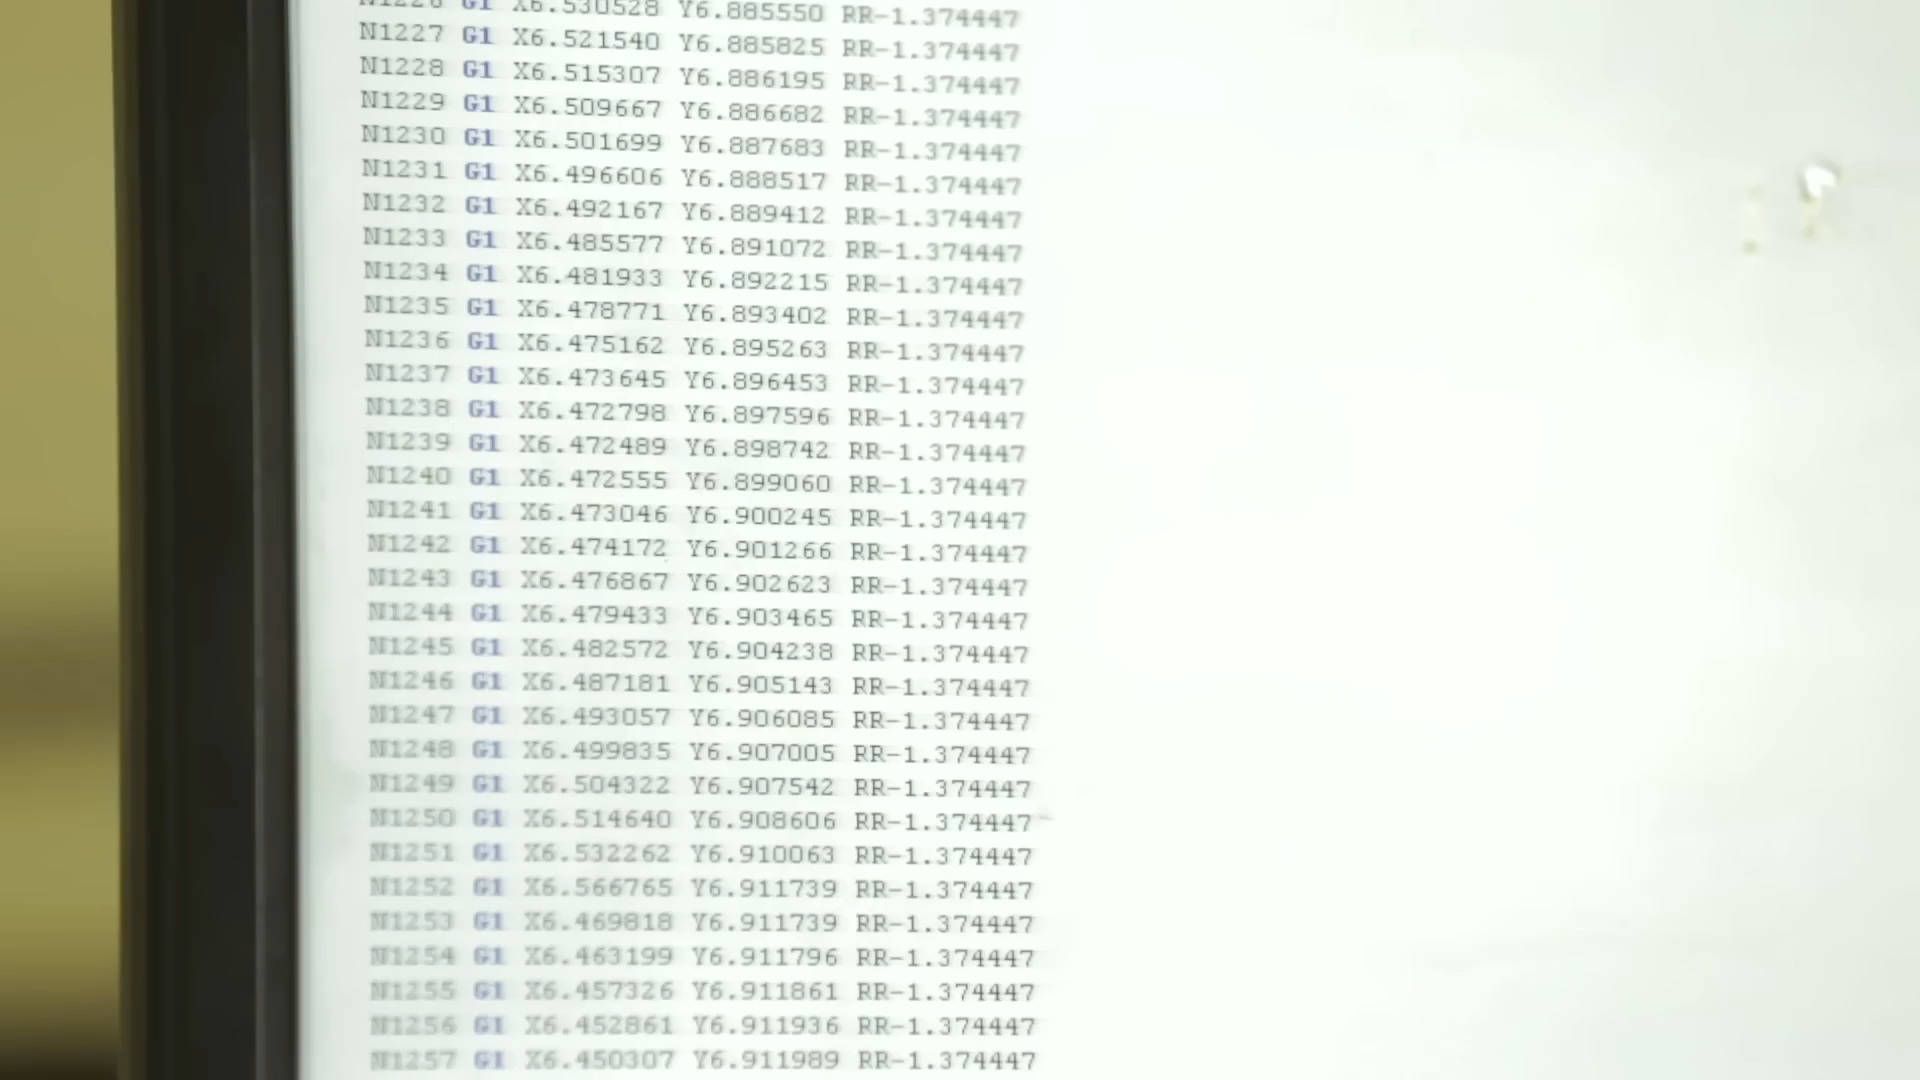 N1226 G1 X6.530528 Y6.885550 RR-1.374447
N1227 G1 X6.521540 Y6.885825 RR-1.374447
N1228 G1 X6.515307 Y6.886195 RR-1.374447
N1229 G1 X6.509667 Y6.886682 RR-1.374447
N1230 G1 X6.501699 Y6.887683 RR-1.374447
N1231 G1 X6.496606 Y6.888517 RR-1.374447
N1232 G1 X6.492167 Y6.889412 RR-1.374447
N1233 G1 X6.485577 Y6.891072 RR-1.374447
N1234 G1 X6.481933 Y6.892215 RR-1.374447
N1235 G1 X6.478771 Y6.893402 RR-1.374447
N1236 G1 X6.475162 Y6.895263 RR-1.374447
N1237 G1 X6.473645 Y6.896453 RR-1.374447
N1238 G1 X6.472798 Y6.897596 RR-1.374447
N1239 G1 X6.472489 Y6.898742 RR-1.374447
N1240 G1 X6.472555 Y6.899060 RR-1.374447
N1241 G1 X6.473046 Y6.900245 RR-1.374447
N1242 G1 X6.474172 Y6.901266 RR-1.374447
N1243 G1 X6.476867 Y6.902623 RR-1.374447
N1244 G1 X6.479433 Y6.903465 RR-1.374447
N1245 G1 X6.482572 Y6.904238 RR-1.374447
N1246 G1 X6.487181 Y6.905143 RR-1.374447
N1247 G1 X6.493057 Y6.906085 RR-1.374447
N1248 G1 X6.499835 Y6.907005 RR-1.374447
N1249 G1 X6.504322 Y6.907542 RR-1.374447
N1250 G1 X6.514640 Y6.908606 RR-1.374447
N1251 G1 X6.532262 Y6.910063 RR-1.374447
N1252 G1 X6.566765 Y6.911739 RR-1.374447
N1253 G1 X6.469818 Y6.911739 RR-1.374447
N1254 G1 X6.463199 Y6.911796 RR-1.374447
N1255 G1 X6.457326 Y6.911861 RR-1.374447
N1256 G1 X6.452861 Y6.911936 RR-1.374447
N1257 G1 X6.450307 Y6.911989 RR-1.374447